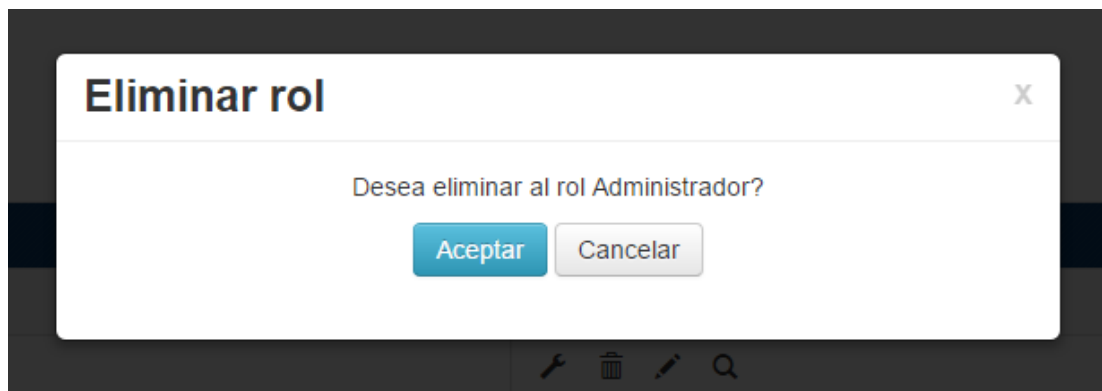 Eliminar rol
x
Desea eliminar al rol Administrador?
Aceptar Cancelar